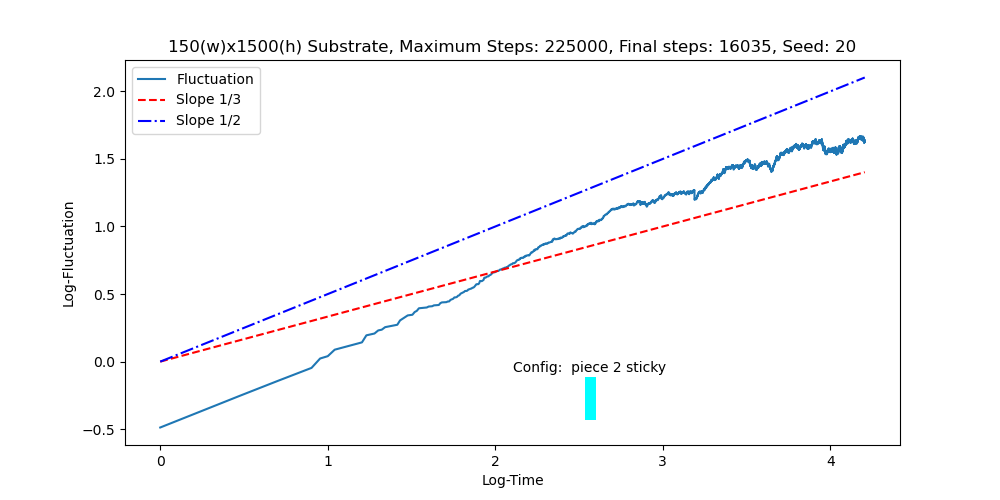 150(w)x1500(h) Substrate, Maximum Steps: 225000, Final steps: 16035, Seed: 20
Fluctuation
Slope 1/3
Slope 1/2
Log-Fluctuation
2.0
1.5
1.0
0.5
0.0
−0.5
Config:  piece 2 sticky
0
1
2
3
4
Log-Time